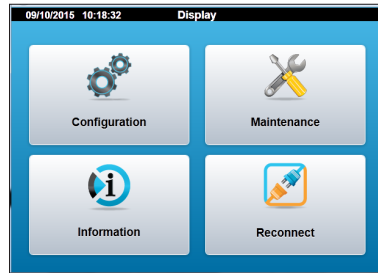 09/10/2015 10:18:32 Display
Configuration
Maintenance
Information
Reconnect